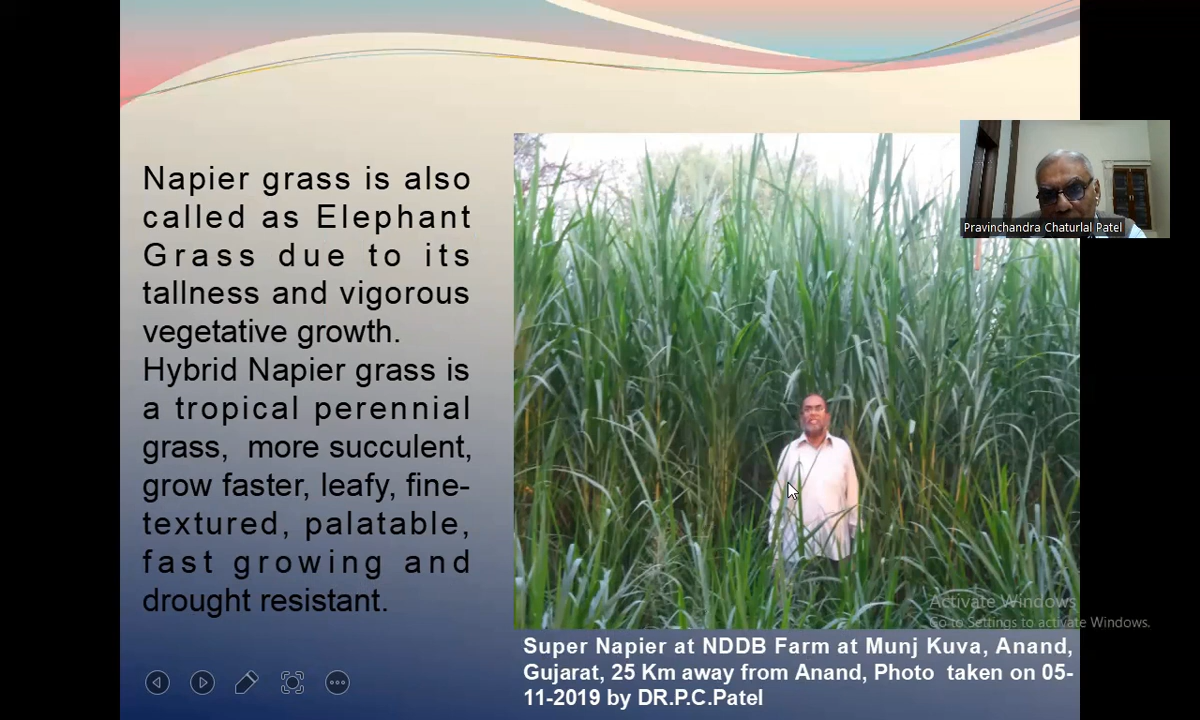 Napier grass is also
called as Elephant
Grass due to its
tallness and vigorous
vegetative growth.
Hybrid Napier grass is
a tropical perennial
grass, more succulent,
grow faster, leafy, fine-
textured, palatable,
fast growing and
drought resistant.
Pravinchandra Chaturlal Patel
Activate Windows
Go to Settings to activate Windows.
Super Napier at NDDB Farm at Munj Kuva, Anand,
Gujarat, 25 Km away from Anand, Photo taken on 05-
11-2019 by DR.P.C.Patel